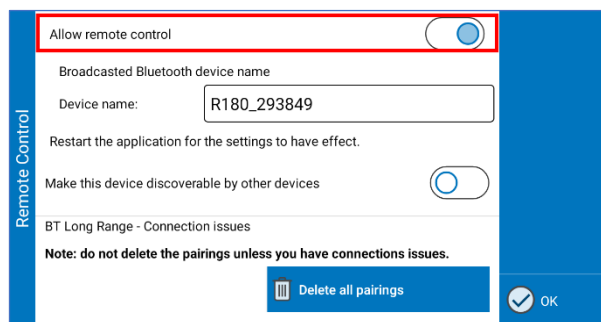 Remote Control
Allow remote control
Broadcasted Bluetooth device name
Device name:
R180_293849
Restart the application for the settings to have effect.
Make this device discoverable by other devices
BT Long Range - Connection issues
Note: do not delete the pairings unless you have connections issues.
Delete all pairings
OK